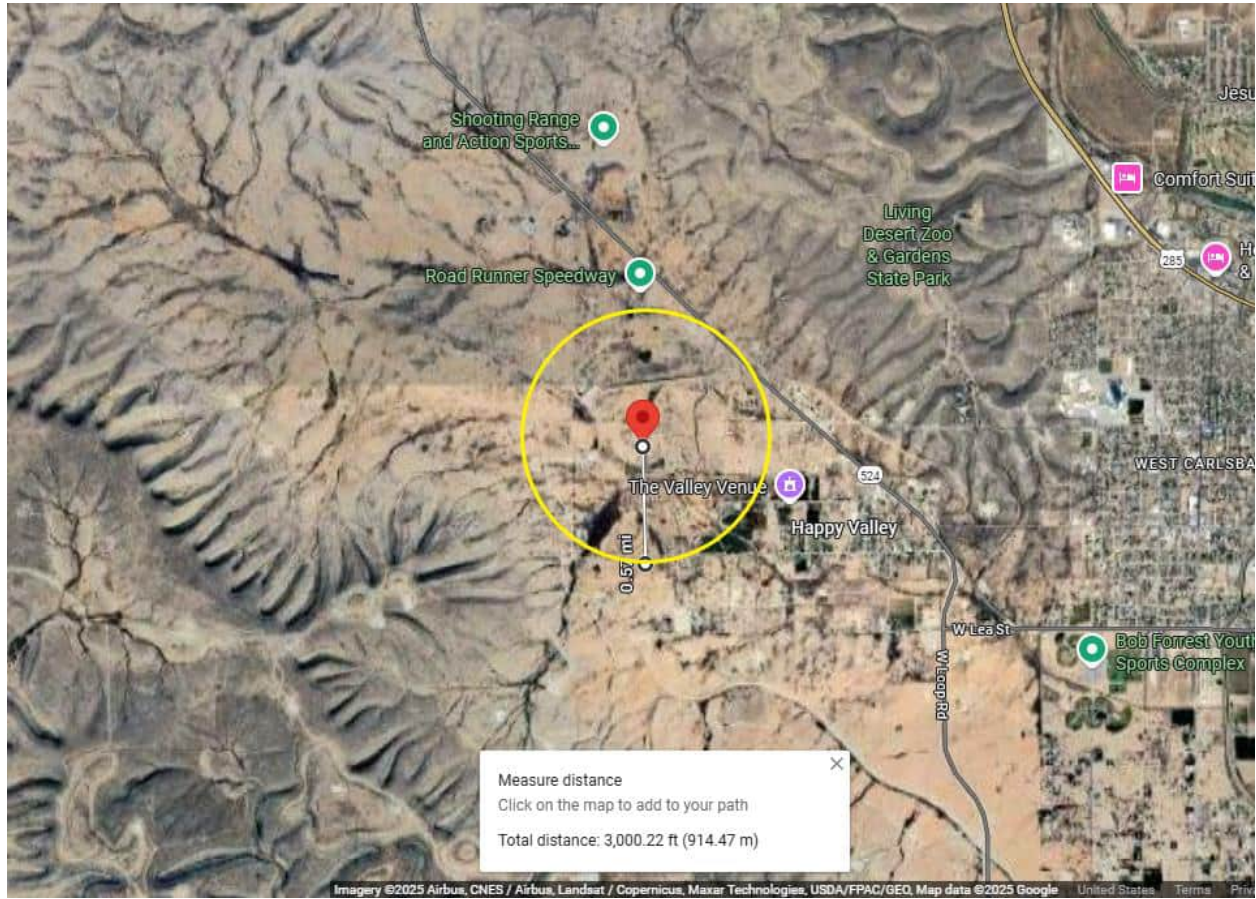 Jesu
Shooting Range
and Action Sports...
Comfort Suit
Living
Desert Zoo
& Gardens
State Park
Road Runner Speedway
285
&
WEST CARLSBA
524
The Valley Venue
Happy Valley
0.57 mi
W Lea St
Bob Forrest Yout
Sports Complex
W Loop Rd
Measure distance
Click on the map to add to your path
Total distance: 3,000.22 ft (914.47 m)
Imagery ©2025 Airbus, CNES / Airbus, Landsat / Copernicus, Maxar Technologies, USDA/FPAC/GEO, Map data ©2025 Google United States Terms Priv